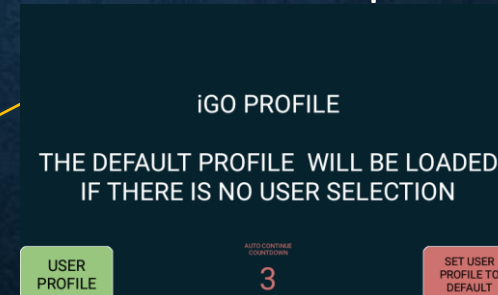 iGO PROFILE
THE DEFAULT PROFILE WILL BE LOADED
IF THERE IS NO USER SELECTION
AUTO CONTINUE
COUNTDOWN
3
USER
PROFILE
SET USER
PROFILE TO
DEFAULT